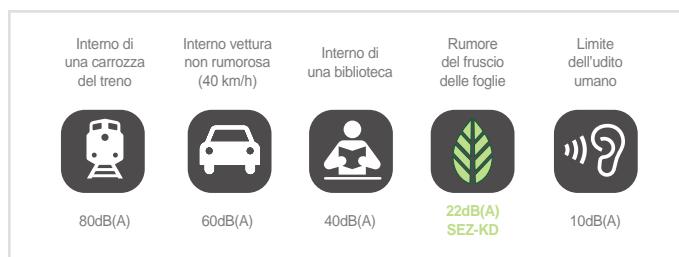 Interno di
una carrozza
del treno
Interno vettura
non rumorosa
(40 km/h)
Interno di
una biblioteca
Rumore
del fruscio
delle foglie
Limite
dell'udito
umano
80dB(A)
60dB(A)
40dB(A)
22dB(A)
SEZ-KD
10dB(A)